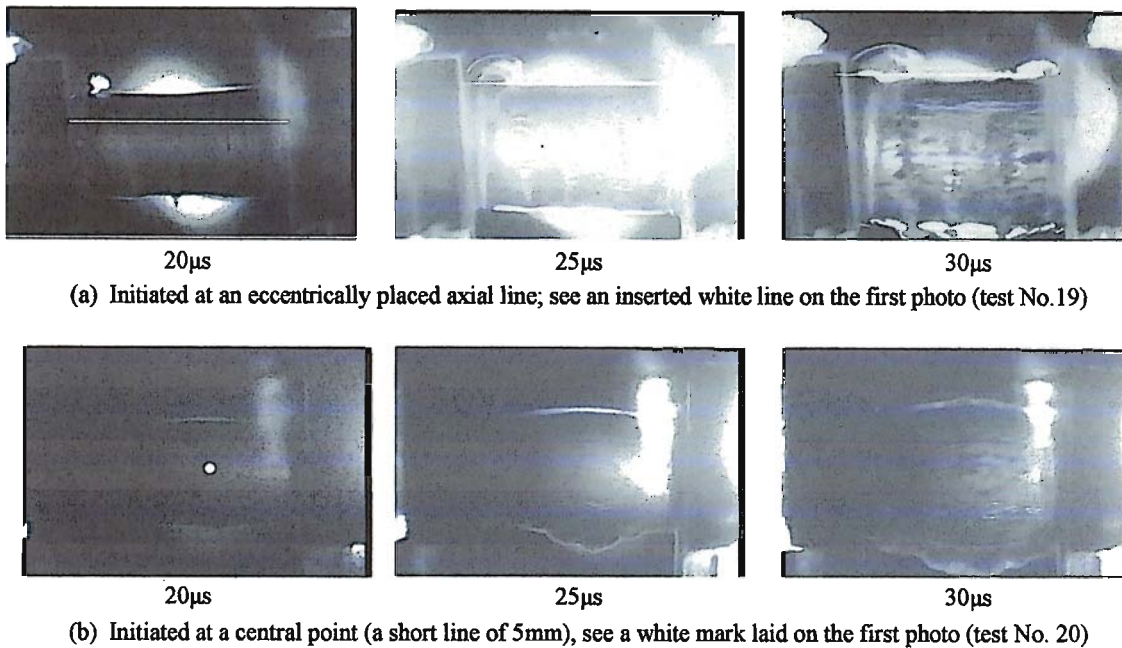 20μs
25μs
30μs
(a) Initiated at an eccentrically placed axial line; see an inserted white line on the first photo (test No.19)
20μs
25μs
30μs
(b) Initiated at a central point (a short line of 5mm), see a white mark laid on the first photo (test No. 20)